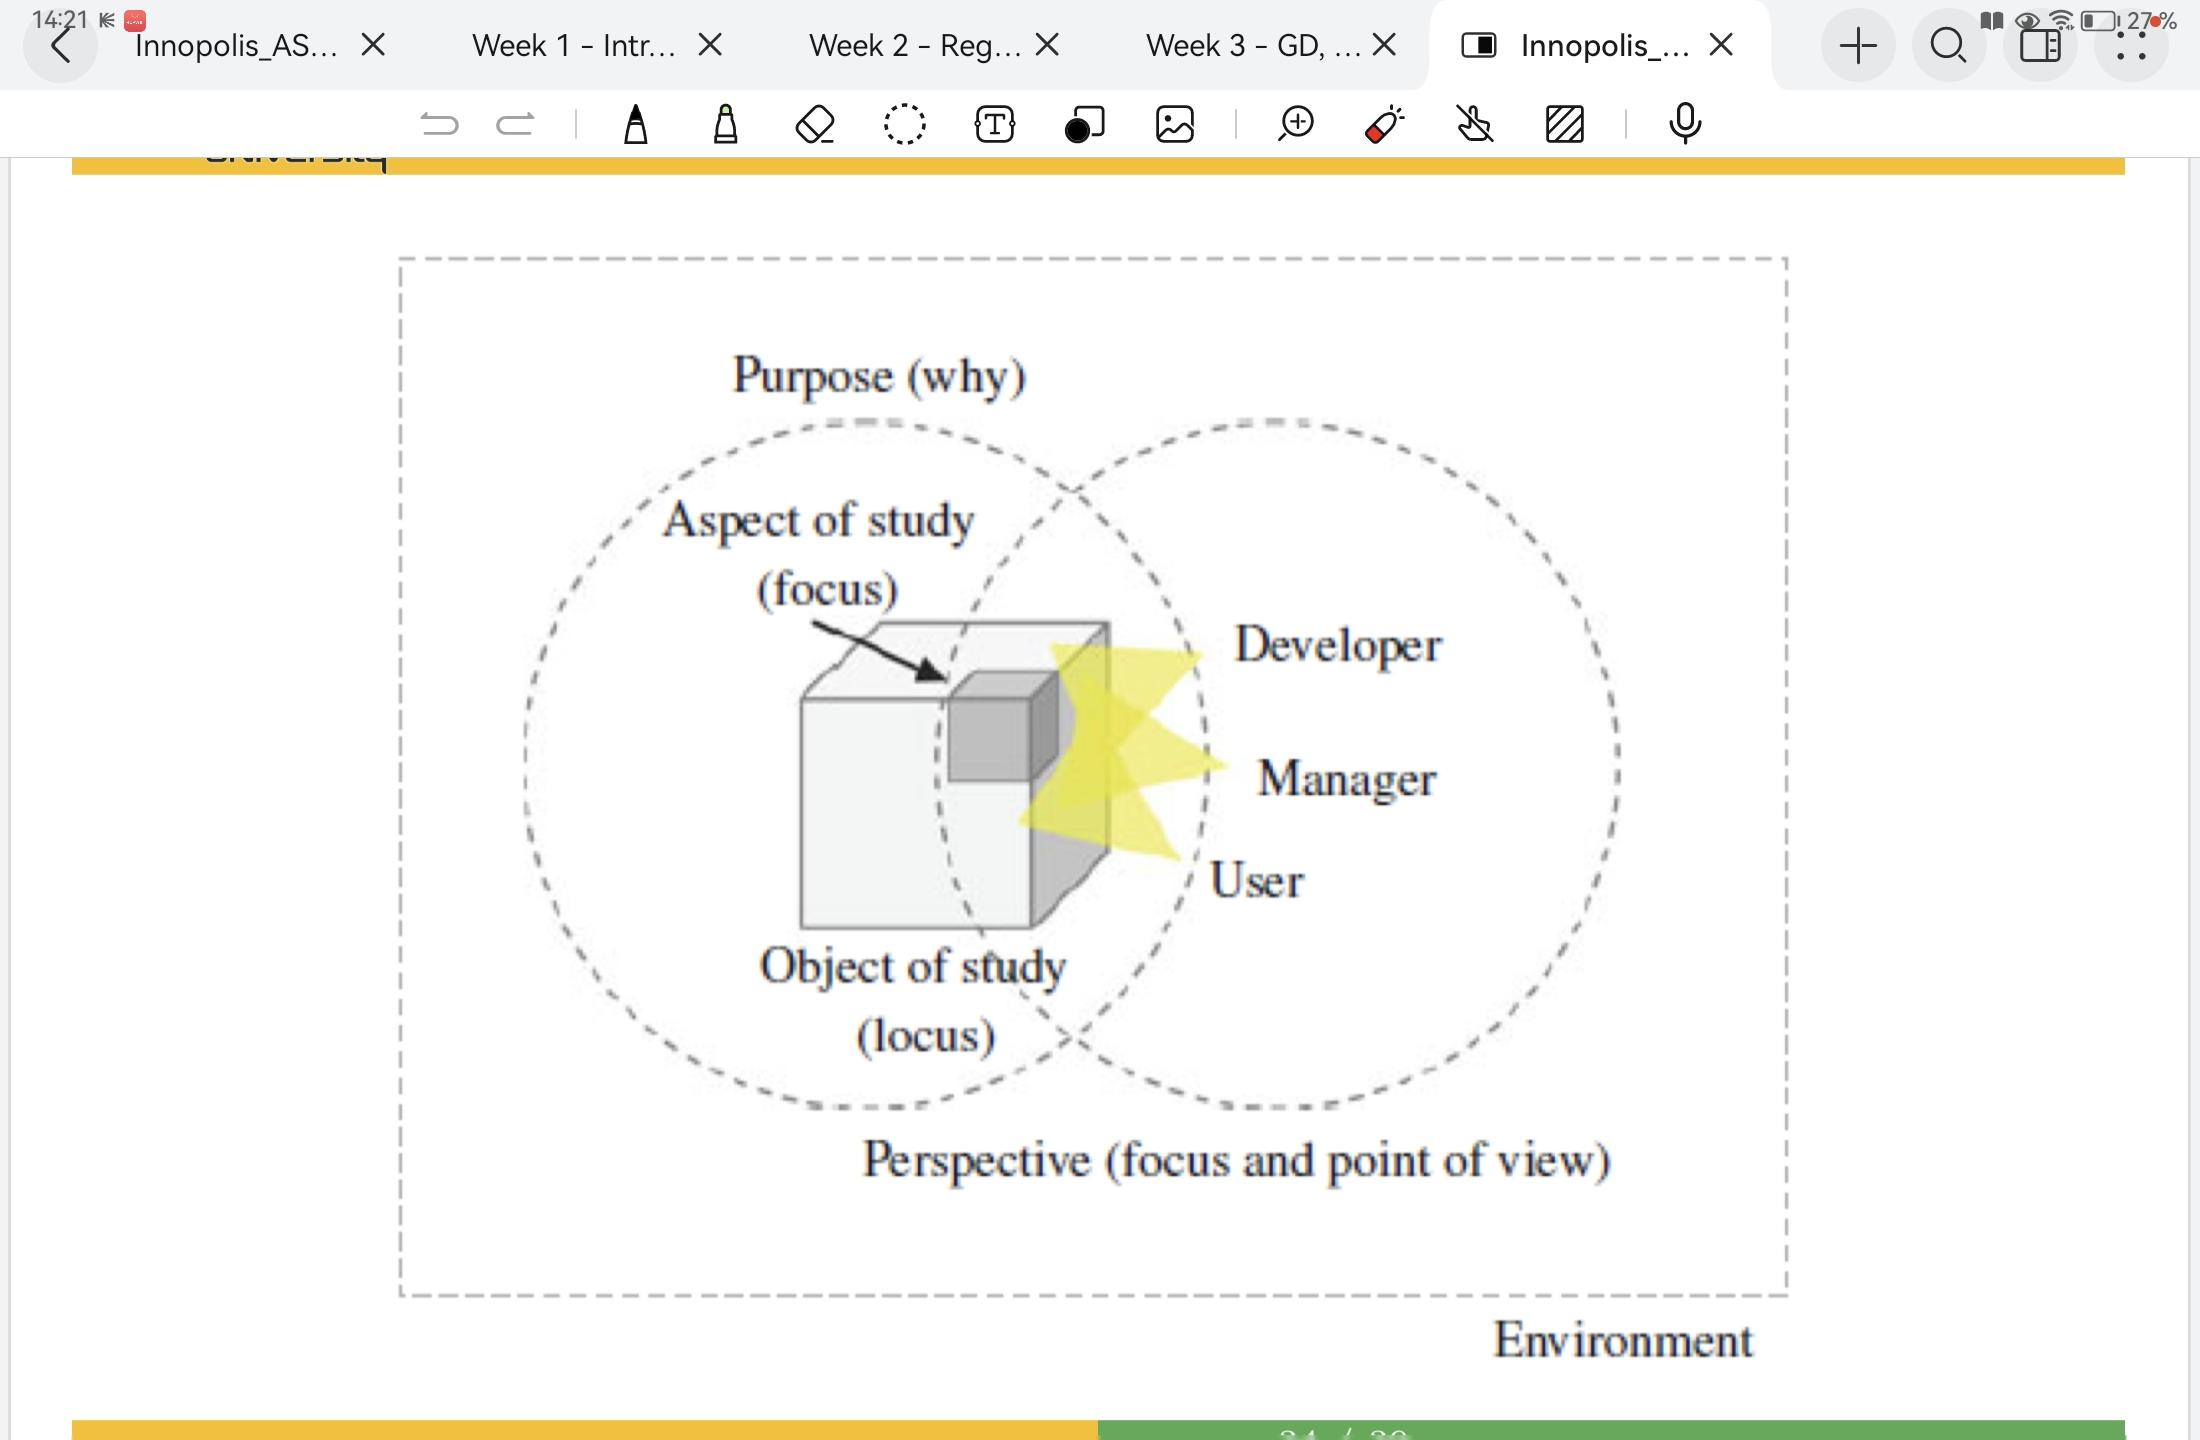 14:21
27%
Innopolis_AS...
Week 1 - Intr...
Week 2 - Reg...
Week 3 - GD, ...
Innopolis_...
University
Purpose (why)
Aspect of study
(focus)
Developer
Manager
User
Object of study
(locus)
Perspective (focus and point of view)
Environment